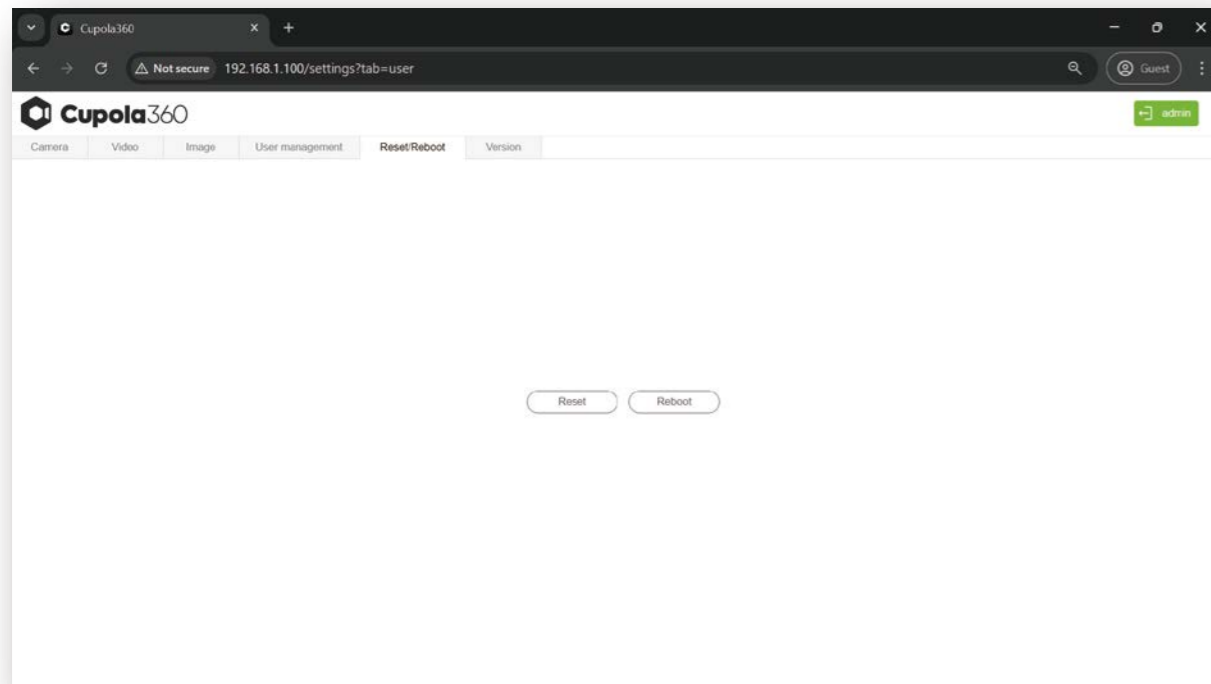 Cupola360
Not secure 192.168.1.100/settings?tab=user Guest
Cupola360 admin
Camera Video Image User management Reset/Reboot Version
Reset Reboot